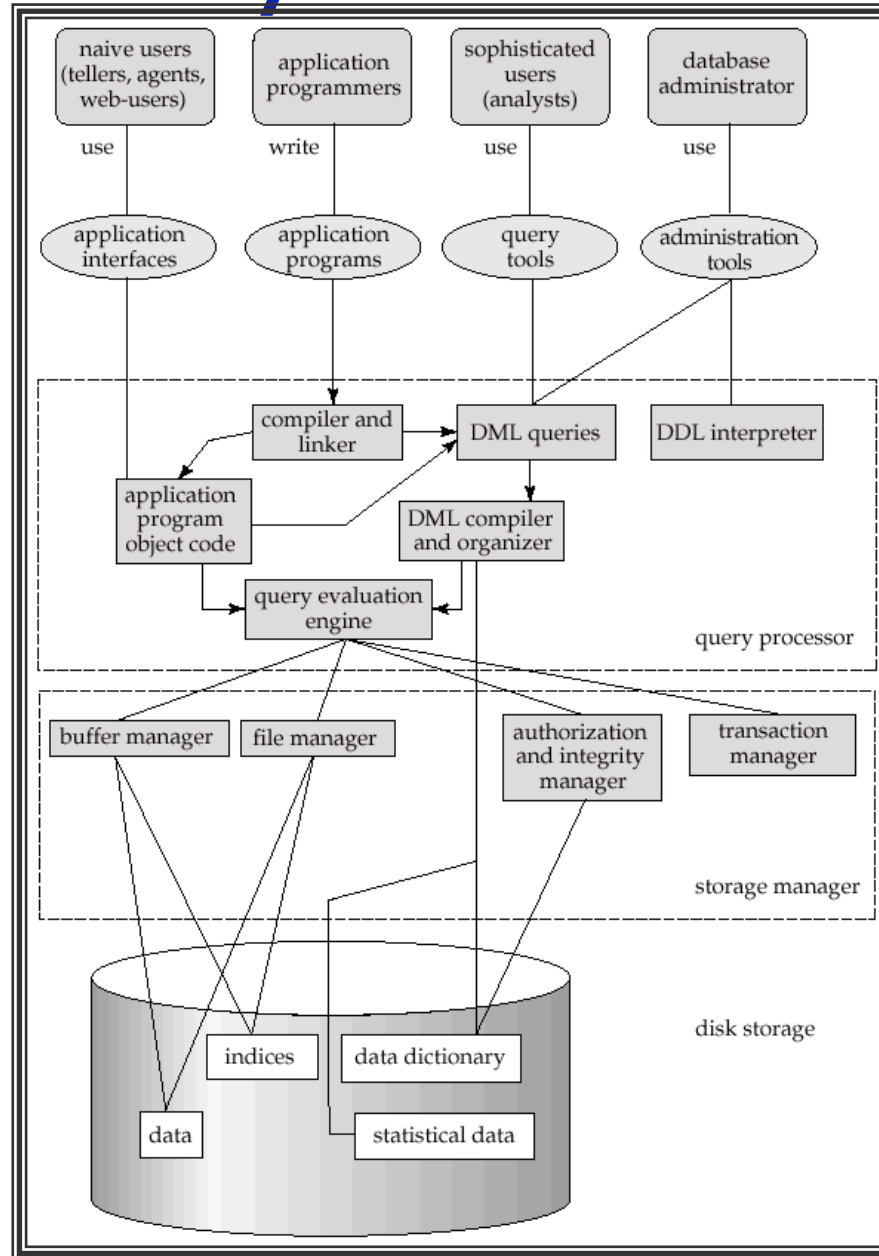 naive users
(tellers, agents,
web-users)
application
programmers
sophisticated
users
(analysts)
database
administrator
use
write
use
use
application
interfaces
application
programs
query
tools
administration
tools
compiler and
linker
DML queries
DDL interpreter
application
program
object code
DML compiler
and organizer
query evaluation
engine
query processor
buffer manager
file manager
authorization
and integrity
manager
transaction
manager
storage manager
disk storage
indices
data dictionary
data
statistical data